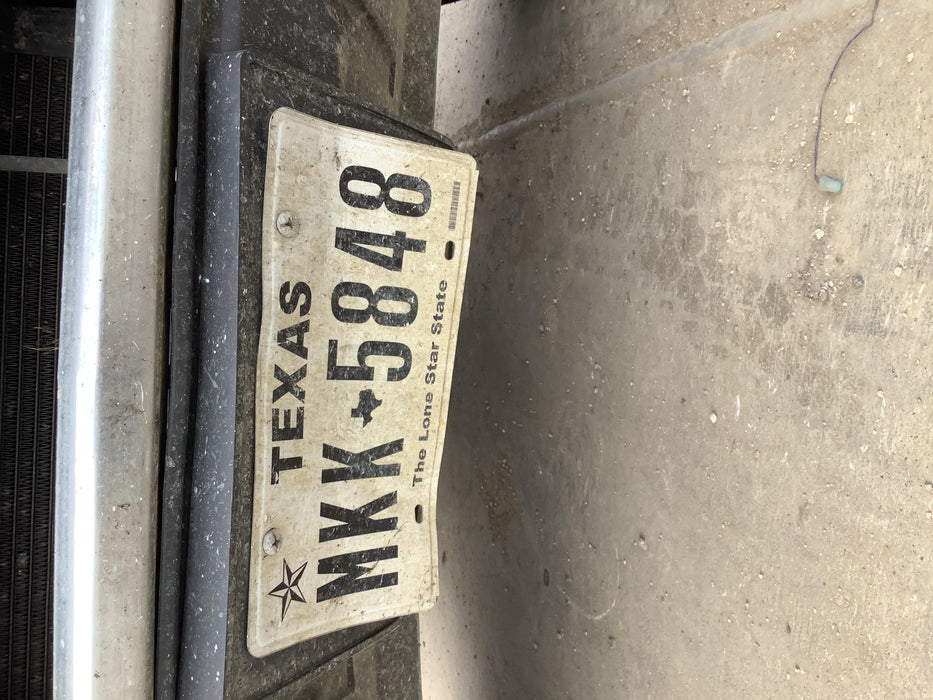 TEXAS
MKK 5848
The Lone Star State